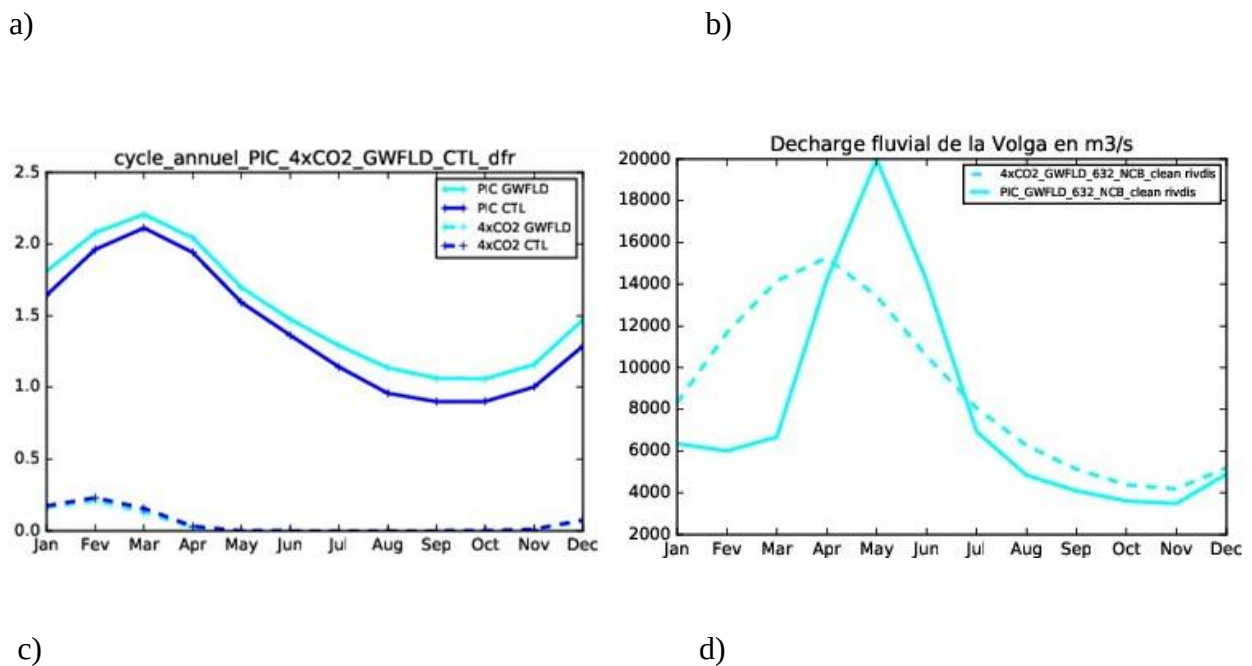 a)
b)
cycle_annuel_PIC_4xCO2_GWFLD_CTL_dfr
2.5
2.0
1.5
1.0
0.5
0.0
PIC GWFLD
PIC CTL
4xCO2 GWFLD
4xCO2 CTL
Jan Fev Mar Apr May Jun Jul Aug Sep Oct Nov Dec
Decharge fluvial de la Volga en m3/s
20000
18000
16000
14000
12000
10000
8000
6000
4000
2000
4xCO2_GWFLD_632_NCB_clean rivdis
PIC_GWFLD_632_NCB_clean rivdis
Jan Fev Mar Apr May Jun Jul Aug Sep Oct Nov Dec
c)
d)